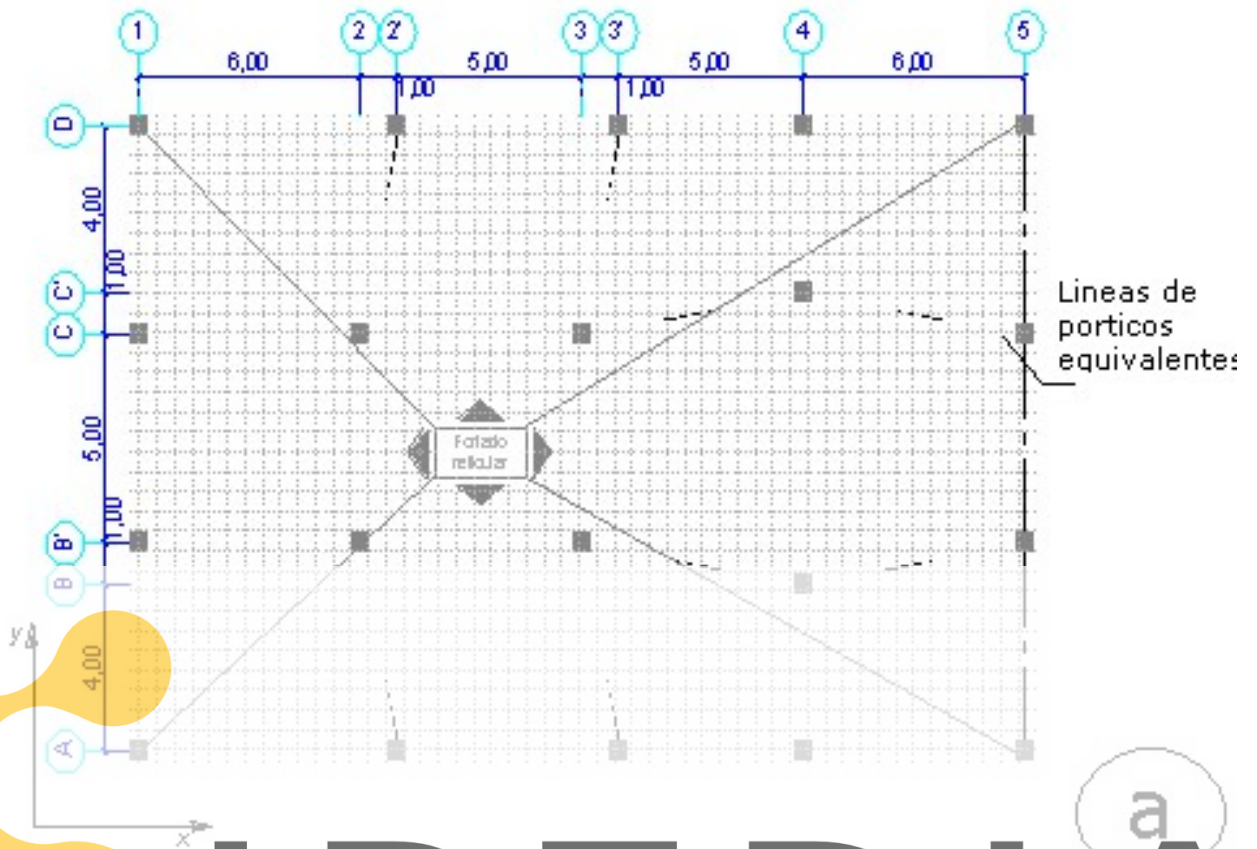 1 2 2' 3 3' 4 5
6,00 5,00 5,00 6,00
1,00 1,00
D
4,00
1,00
C'
C
Lineas de
porticos
equivalentes
5,00
Forjado
reticular
1,00
B'
B
4,00
A
y
x
a